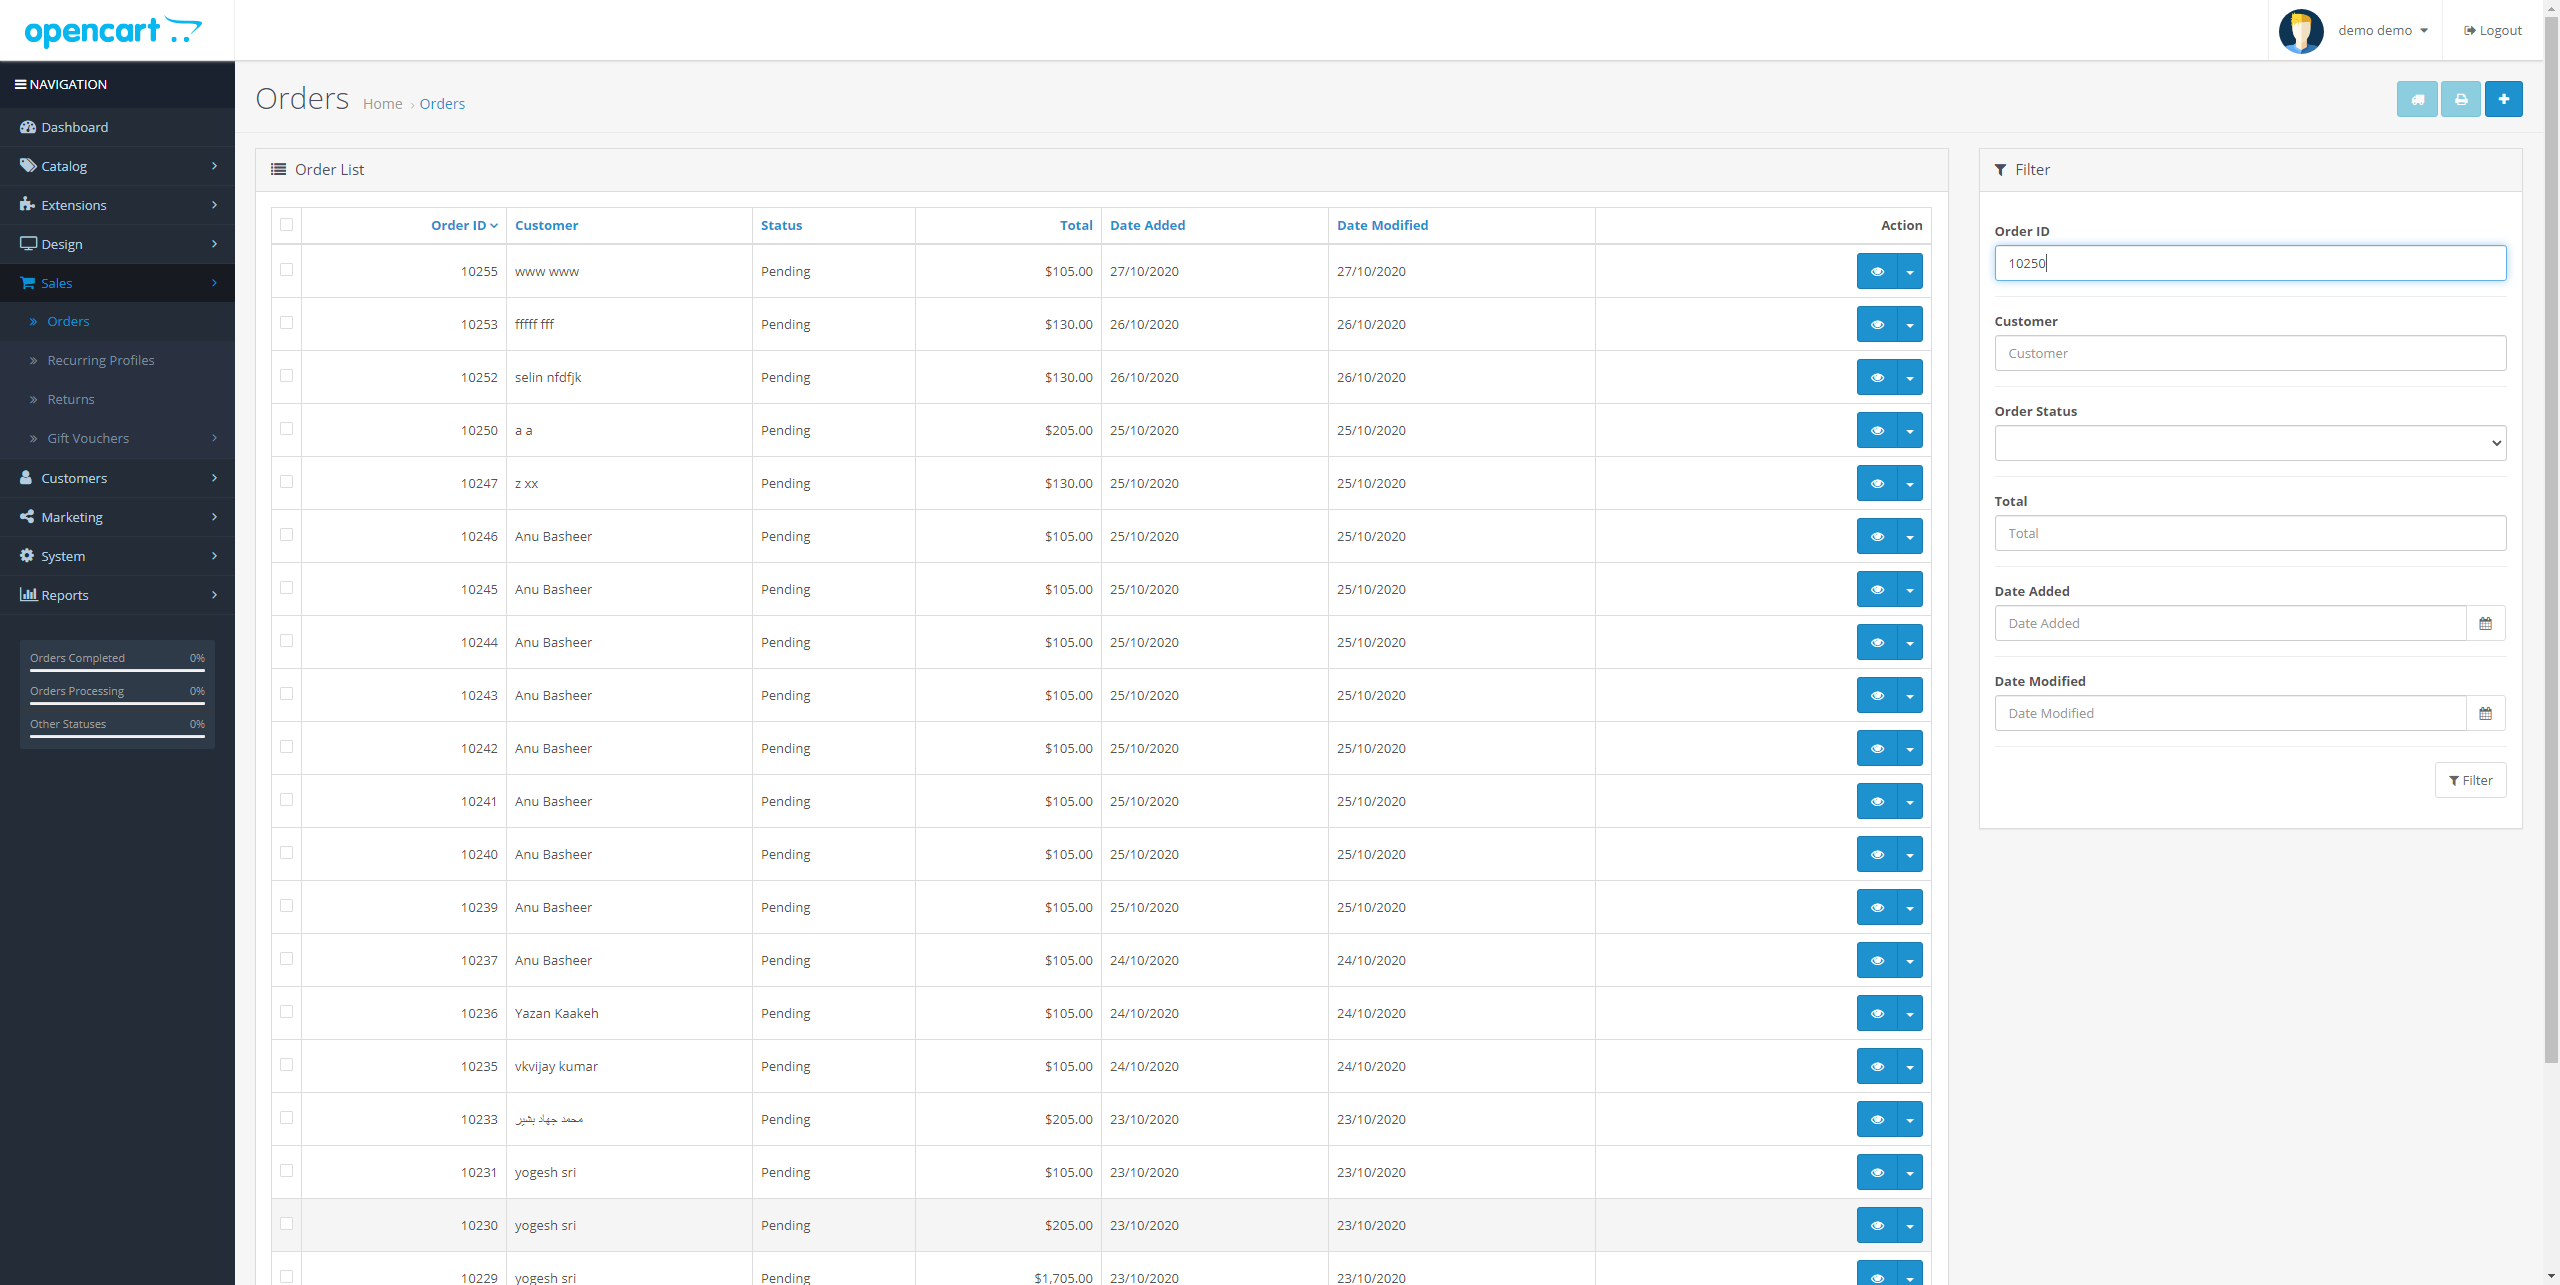 opencart
demo demo
Logout
NAVIGATION
Dashboard
Catalog
Extensions
Design
Sales
Orders
Recurring Profiles
Returns
Gift Vouchers
Customers
Marketing
System
Reports
Orders Completed 0%
Orders Processing 0%
Other Statuses 0%
Orders Home › Orders
Order List
Order ID Customer Status Total Date Added Date Modified Action
10255 www www Pending $105.00 27/10/2020 27/10/2020
10253 fffff fff Pending $130.00 26/10/2020 26/10/2020
10252 selin nfdfjk Pending $130.00 26/10/2020 26/10/2020
10250 a a Pending $205.00 25/10/2020 25/10/2020
10247 z xx Pending $130.00 25/10/2020 25/10/2020
10246 Anu Basheer Pending $105.00 25/10/2020 25/10/2020
10245 Anu Basheer Pending $105.00 25/10/2020 25/10/2020
10244 Anu Basheer Pending $105.00 25/10/2020 25/10/2020
10243 Anu Basheer Pending $105.00 25/10/2020 25/10/2020
10242 Anu Basheer Pending $105.00 25/10/2020 25/10/2020
10241 Anu Basheer Pending $105.00 25/10/2020 25/10/2020
10240 Anu Basheer Pending $105.00 25/10/2020 25/10/2020
10239 Anu Basheer Pending $105.00 25/10/2020 25/10/2020
10237 Anu Basheer Pending $105.00 24/10/2020 24/10/2020
10236 Yazan Kaakeh Pending $105.00 24/10/2020 24/10/2020
10235 vkvijay kumar Pending $105.00 24/10/2020 24/10/2020
10233 محمد جهاد بشير Pending $205.00 23/10/2020 23/10/2020
10231 yogesh sri Pending $105.00 23/10/2020 23/10/2020
10230 yogesh sri Pending $205.00 23/10/2020 23/10/2020
10229 yogesh sri Pending $1,705.00 23/10/2020 23/10/2020
Filter
Order ID
10250
Customer
Customer
Order Status
Total
Total
Date Added
Date Added
Date Modified
Date Modified
Filter